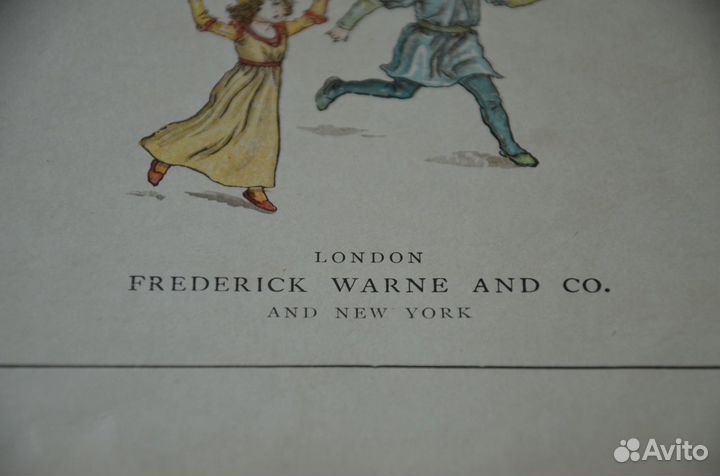 LONDON
FREDERICK WARNE AND CO.
AND NEW YORK
Avito